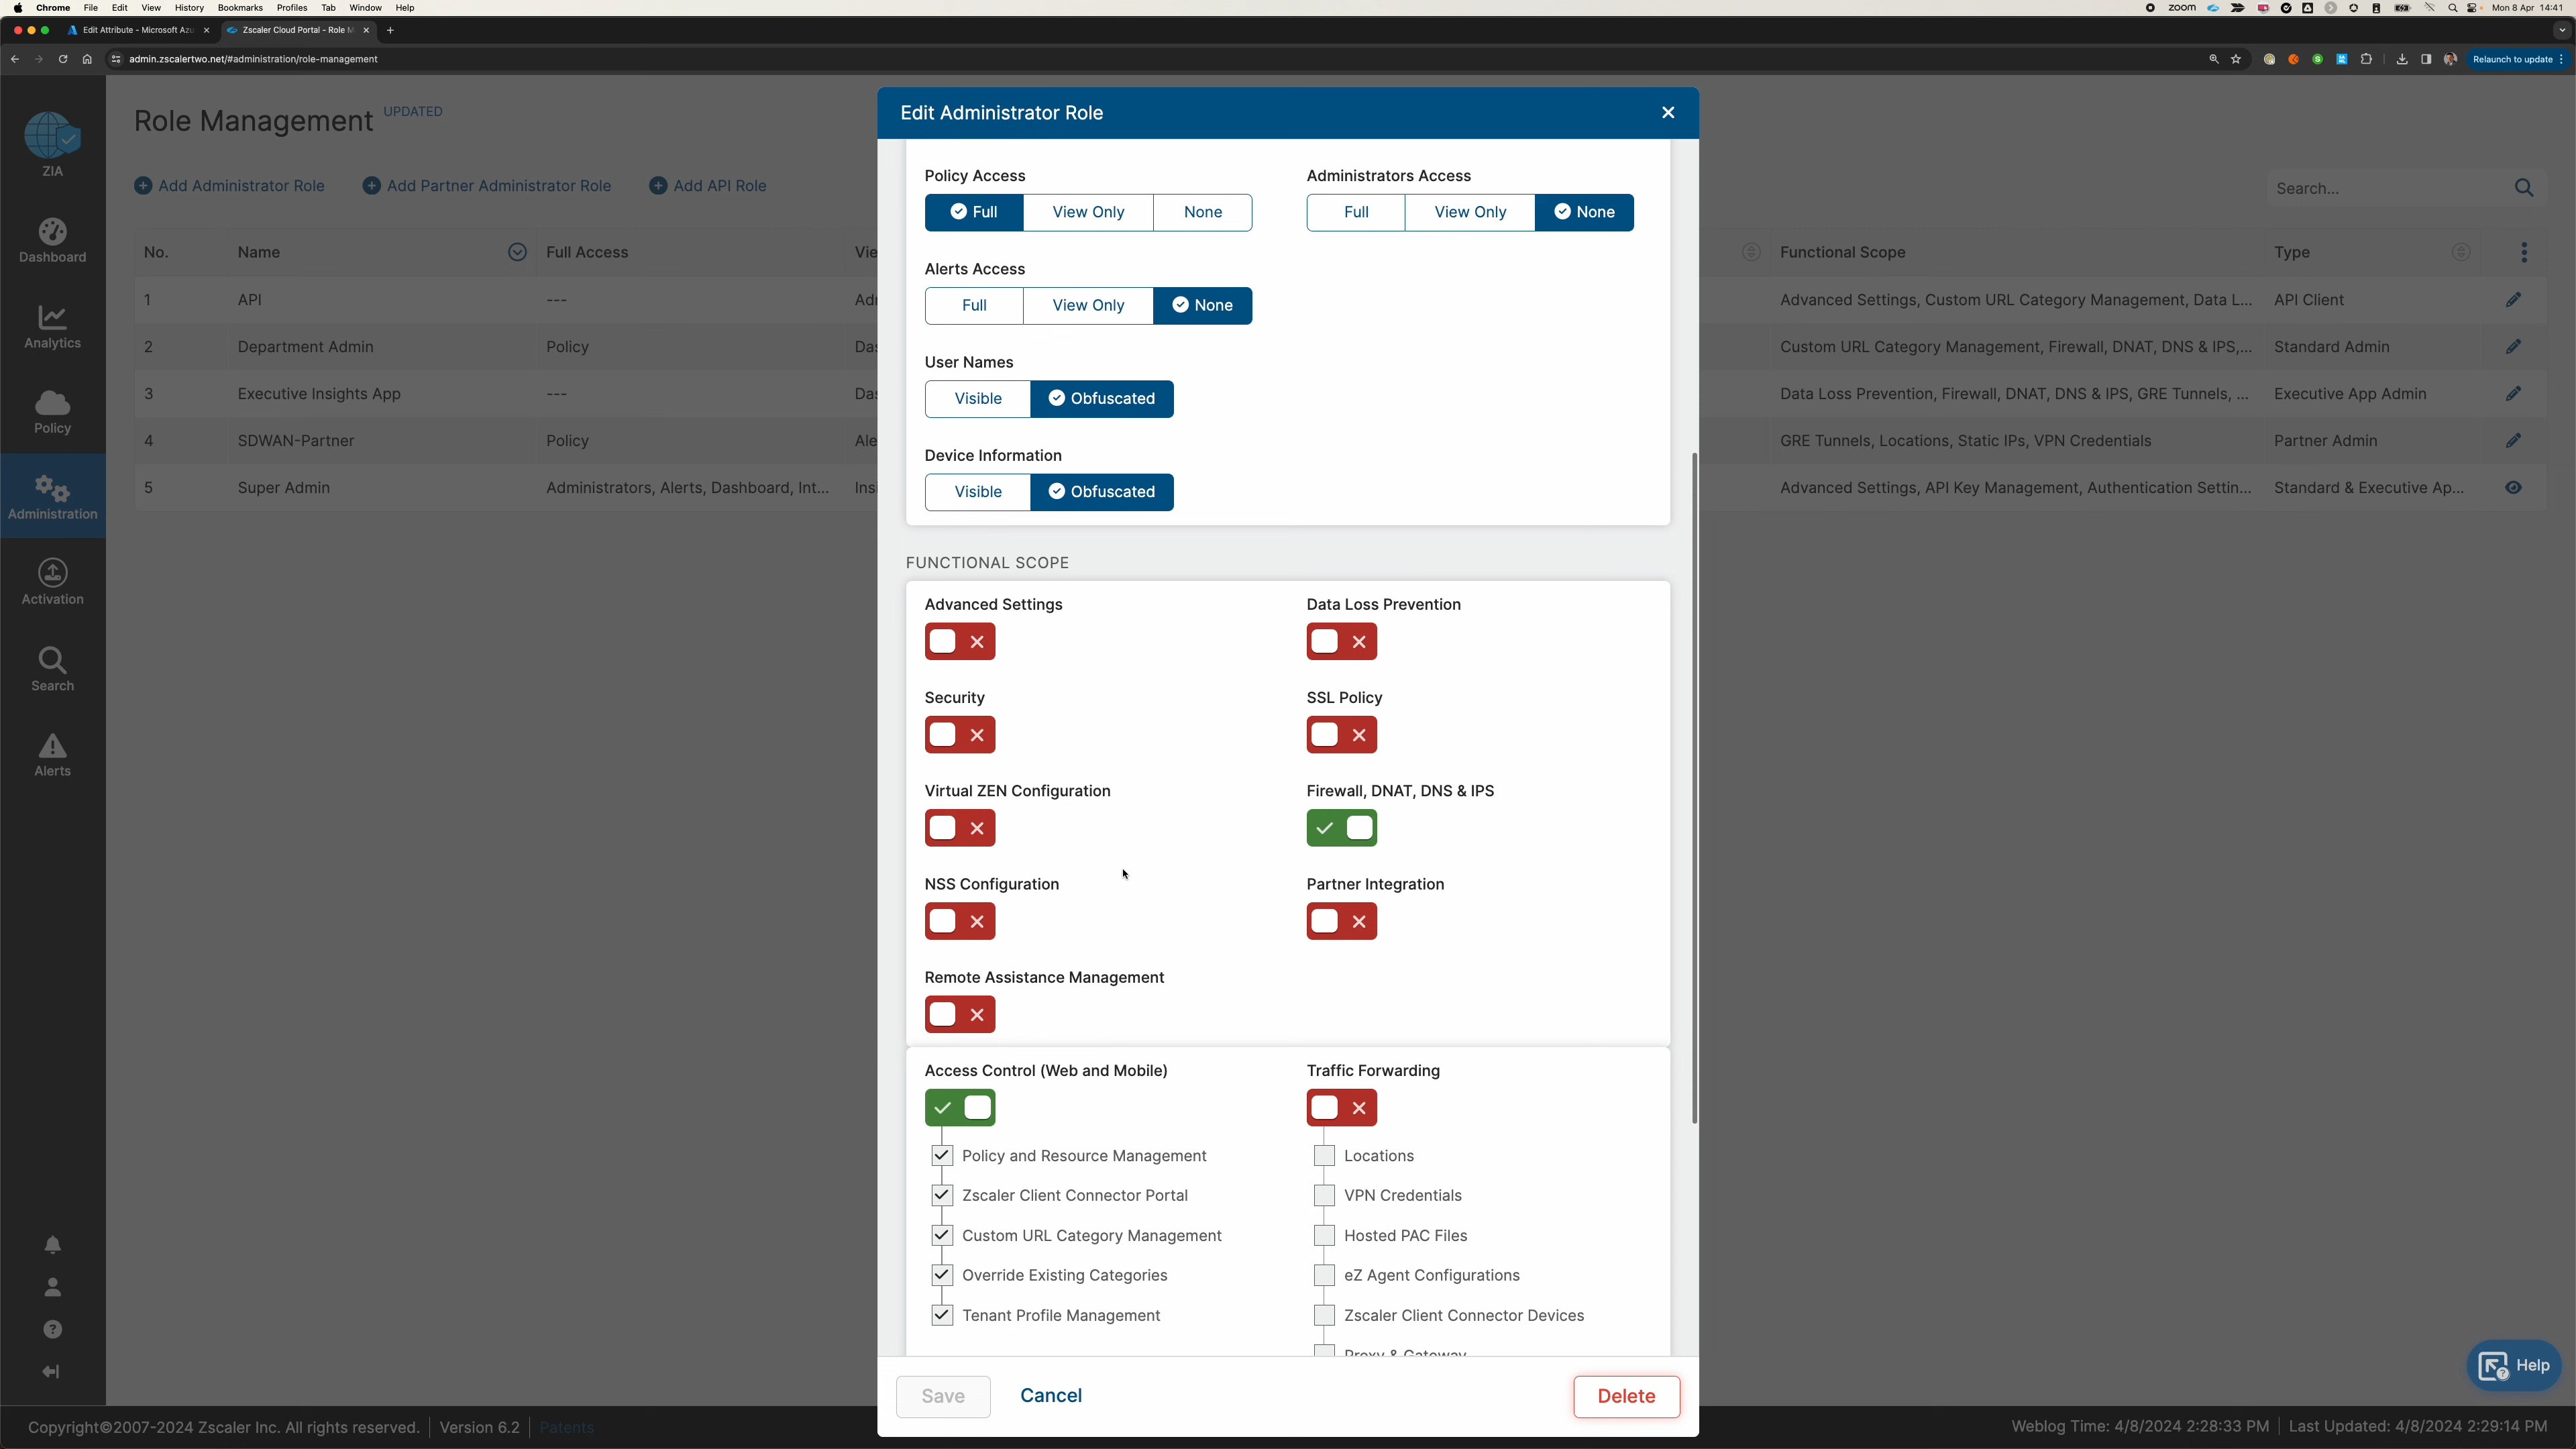 Chrome File Edit View History Bookmarks Profiles Tab Window Help
zoom Mon 8 Apr 14:41
Edit Attribute - Microsoft Azu
Zscaler Cloud Portal - Role M
admin.zscalertwo.net/#administration/role-management
Relaunch to update
ZIA
Dashboard
Analytics
Policy
Administration
Activation
Search
Alerts
Role Management UPDATED
Add Administrator Role Add Partner Administrator Role Add API Role
Search...
No. Name Full Access Vie Functional Scope Type
1 API --- Adı Advanced Settings, Custom URL Category Management, Data L... API Client
2 Department Admin Policy Das Custom URL Category Management, Firewall, DNAT, DNS & IPS,... Standard Admin
3 Executive Insights App --- Das Data Loss Prevention, Firewall, DNAT, DNS & IPS, GRE Tunnels, ... Executive App Admin
4 SDWAN-Partner Policy Ale GRE Tunnels, Locations, Static IPs, VPN Credentials Partner Admin
5 Super Admin Administrators, Alerts, Dashboard, Int... Ins Advanced Settings, API Key Management, Authentication Settin... Standard & Executive Ap...
Edit Administrator Role
Policy Access Administrators Access
Full View Only None Full View Only None
Alerts Access
Full View Only None
User Names
Visible Obfuscated
Device Information
Visible Obfuscated
FUNCTIONAL SCOPE
Advanced Settings Data Loss Prevention
Security SSL Policy
Virtual ZEN Configuration Firewall, DNAT, DNS & IPS
NSS Configuration Partner Integration
Remote Assistance Management
Access Control (Web and Mobile) Traffic Forwarding
Policy and Resource Management Locations
Zscaler Client Connector Portal VPN Credentials
Custom URL Category Management Hosted PAC Files
Override Existing Categories eZ Agent Configurations
Tenant Profile Management Zscaler Client Connector Devices
Proxy & Gateway
Save Cancel Delete
Help
Copyright©2007-2024 Zscaler Inc. All rights reserved. Version 6.2 Patents
Weblog Time: 4/8/2024 2:28:33 PM Last Updated: 4/8/2024 2:29:14 PM